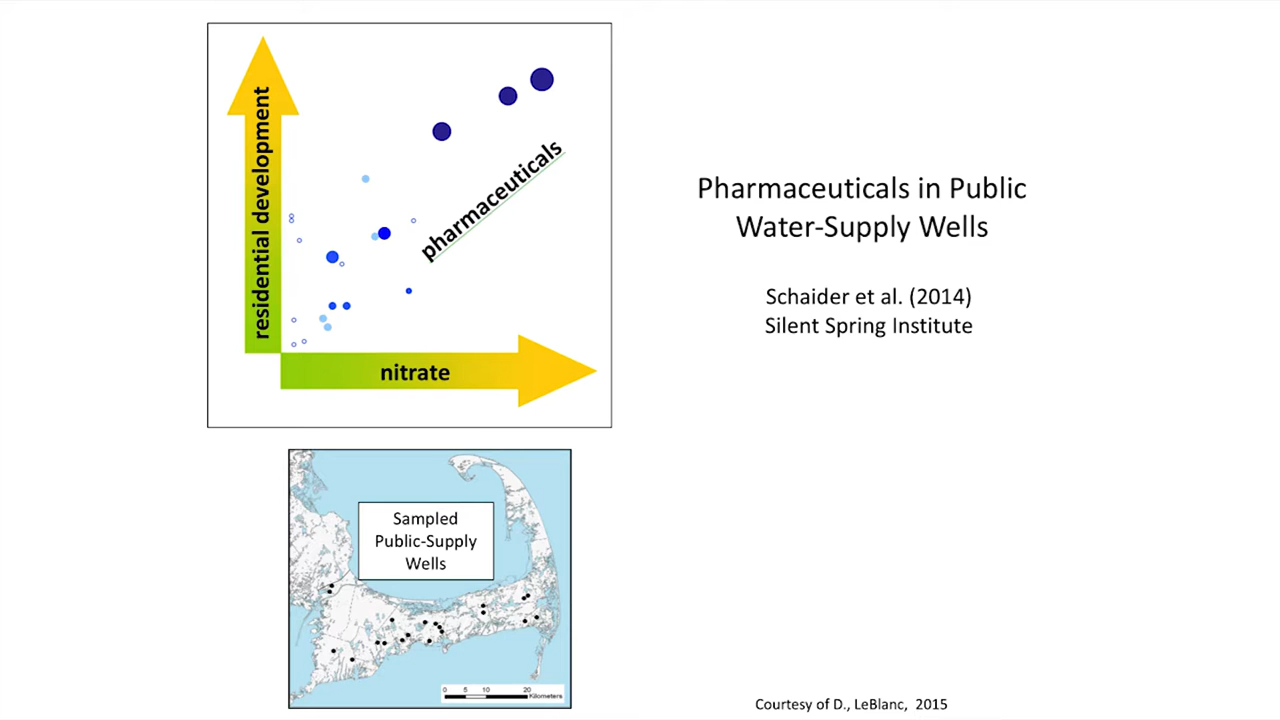 residential development
pharmaceuticals
nitrate
Pharmaceuticals in Public
Water-Supply Wells
Schaider et al. (2014)
Silent Spring Institute
Sampled
Public-Supply
Wells
0 5 10 20
Kilometers
Courtesy of D., LeBlanc, 2015